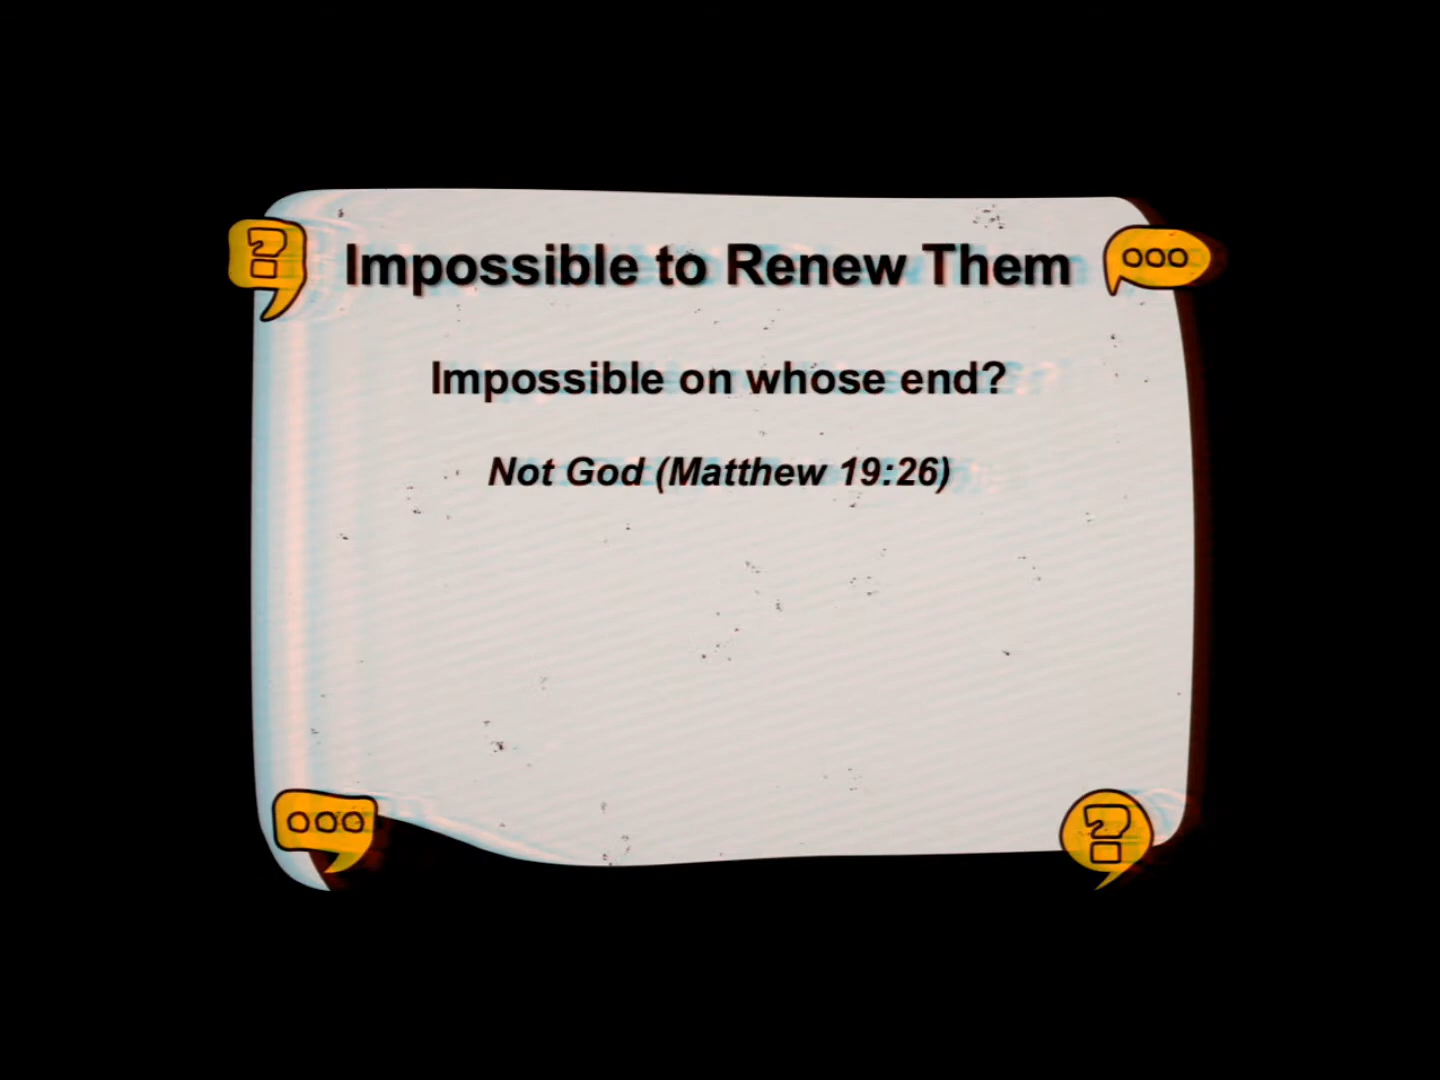 Impossible to Renew Them
Impossible on whose end?
Not God (Matthew 19:26)